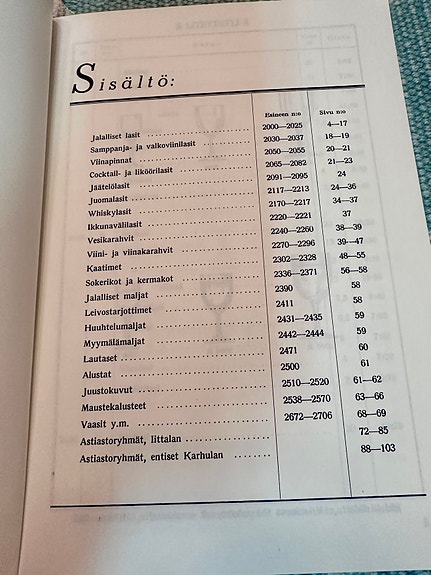 Sisältö:
Esineen n:o Sivu n:o
Jalalliset lasit 2000—2025 4—17
Samppanja- ja valkoviinilasit 2030—2037 18—19
Viinapinnat 2050—2055 20—21
Cocktail- ja liköörilasit 2065—2082 21—23
Jäätelölasit 2091—2095 24
Juomalasit 2117—2213 24—36
Whiskylasit 2170—2217 34—37
Ikkunavälilasit 2220—2221 37
Vesikarahvit 2240—2260 38—39
Viini- ja viinakarahvit 2270—2296 39—47
Kaatimet 2302—2328 48—55
Sokerikot ja kermakot 2336—2371 56—58
Jalalliset maljat 2390 58
Leivostarjottimet 2411 58
Huuhtelumaljat 2431—2435 59
Myymälämaljat 2442—2444 59
Lautaset 2471 60
Alustat 2500 61
Juustokuvut 2510—2520 61—62
Maustekalusteet 2538—2570 63—66
Vaasit y.m. 2672—2706 68—69
Astiastoryhmät, Iittalan 72—85
Astiastoryhmät, entiset Karhulan 88—103